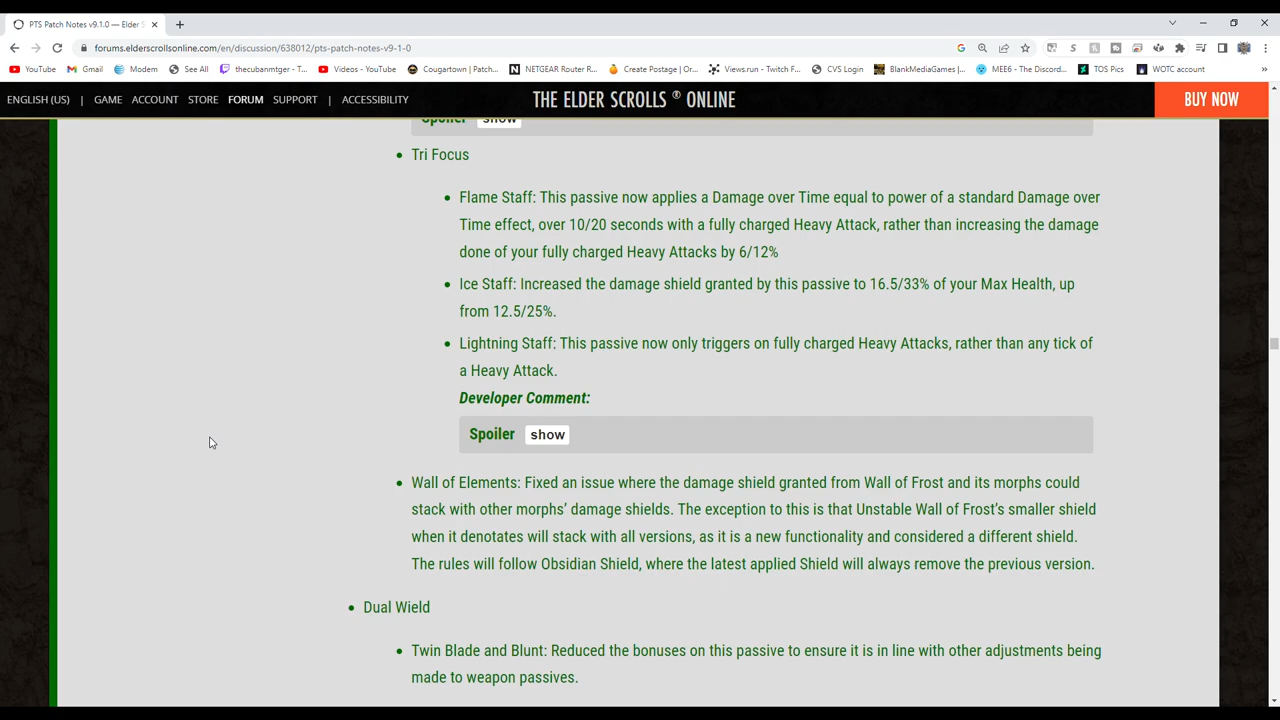 PTS Patch Notes v9.1.0 — Elder S
forums.elderscrollsonline.com/en/discussion/638012/pts-patch-notes-v9-1-0
YouTube Gmail Modem See All thecubanmtger - T... Videos - YouTube Cougartown | Patch... NETGEAR Router R... Create Postage | Or... Views.run - Twitch F... CVS Login BlankMediaGames |... MEE6 - The Discord... TOS Pics WOTC account »
ENGLISH (US) | GAME ACCOUNT STORE FORUM SUPPORT | ACCESSIBILITY THE ELDER SCROLLS ® ONLINE BUY NOW
Spoiler show
• Tri Focus
• Flame Staff: This passive now applies a Damage over Time equal to power of a standard Damage over
Time effect, over 10/20 seconds with a fully charged Heavy Attack, rather than increasing the damage
done of your fully charged Heavy Attacks by 6/12%
• Ice Staff: Increased the damage shield granted by this passive to 16.5/33% of your Max Health, up
from 12.5/25%.
• Lightning Staff: This passive now only triggers on fully charged Heavy Attacks, rather than any tick of
a Heavy Attack.
Developer Comment:
Spoiler show
• Wall of Elements: Fixed an issue where the damage shield granted from Wall of Frost and its morphs could
stack with other morphs’ damage shields. The exception to this is that Unstable Wall of Frost’s smaller shield
when it denotates will stack with all versions, as it is a new functionality and considered a different shield.
The rules will follow Obsidian Shield, where the latest applied Shield will always remove the previous version.
• Dual Wield
• Twin Blade and Blunt: Reduced the bonuses on this passive to ensure it is in line with other adjustments being
made to weapon passives.